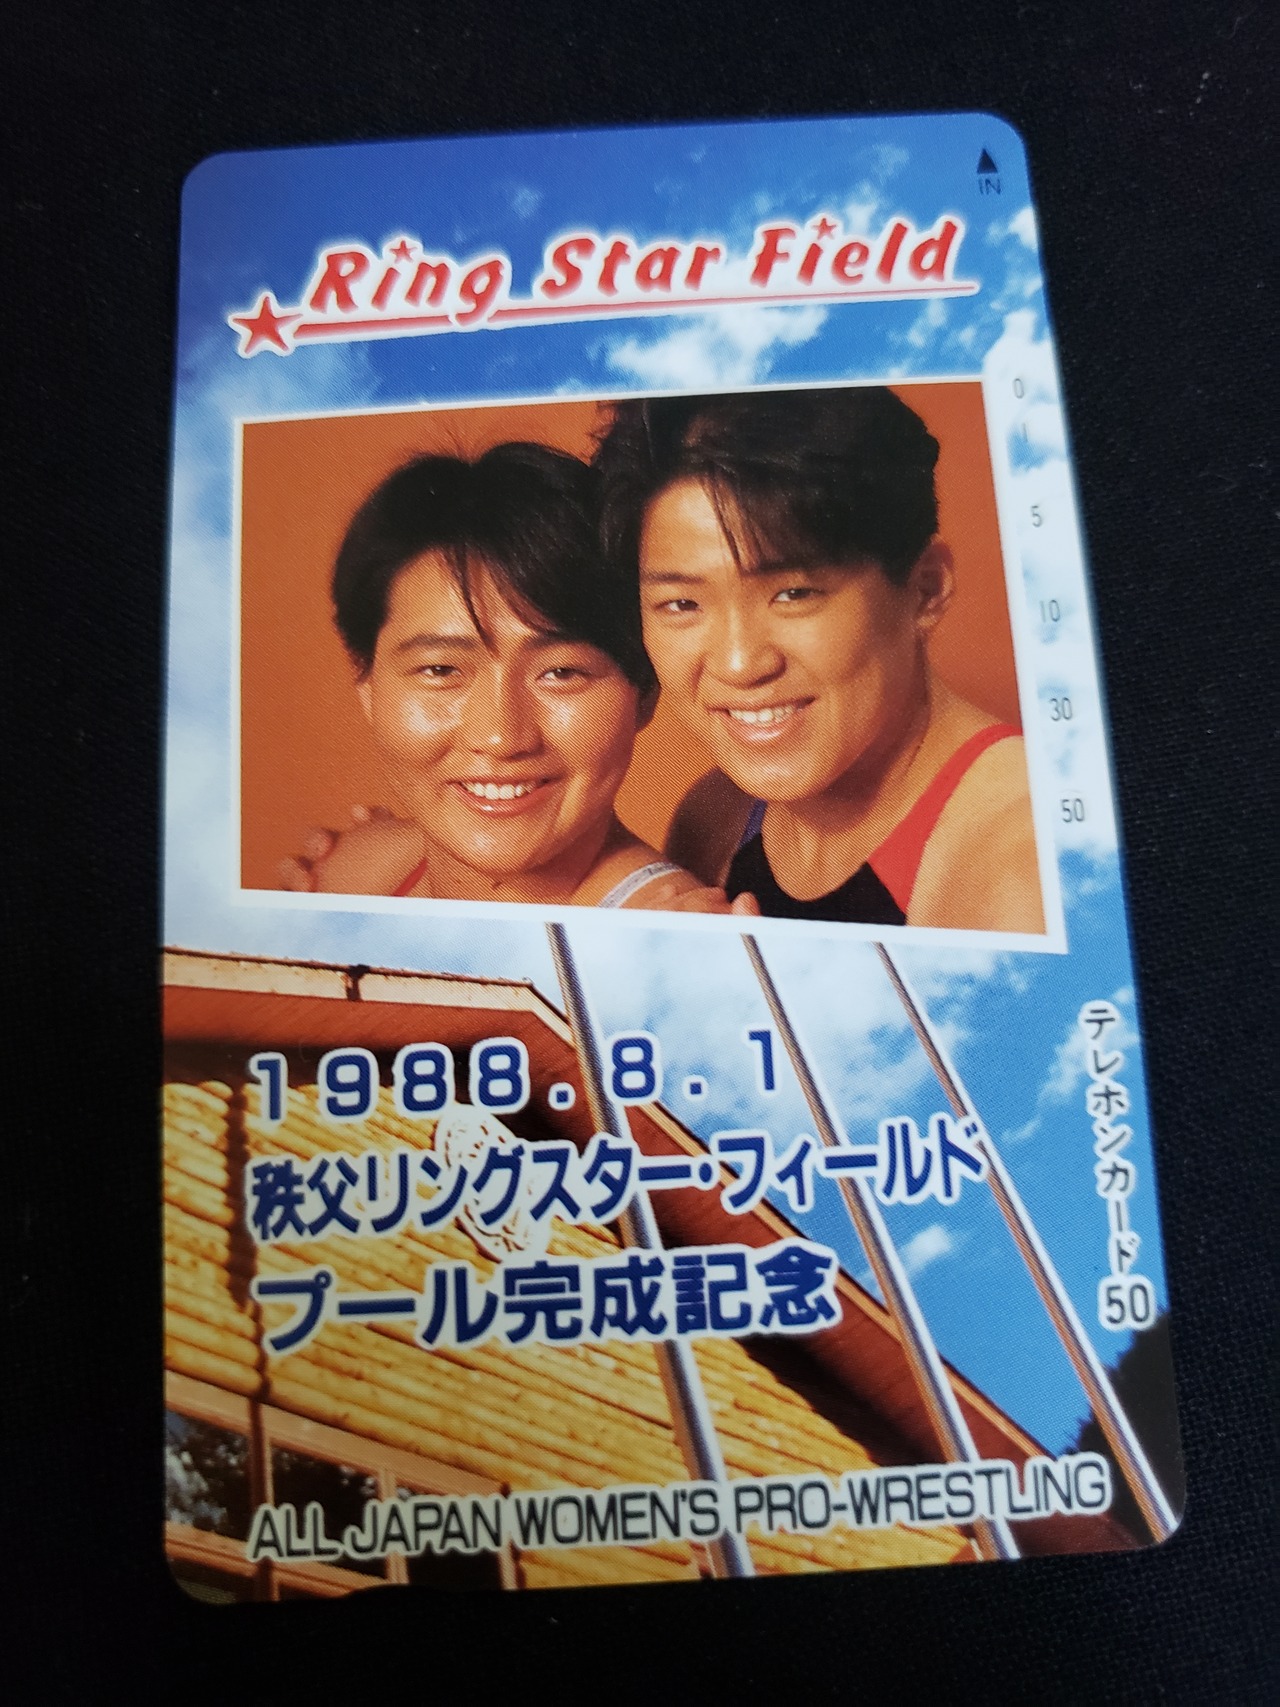 IN
Ring Star Field
0
1
5
10
30
50
1988.8.1
秩父リングスター・フィールド
プール完成記念
テレホンカード50
ALL JAPAN WOMEN'S PRO-WRESTLING